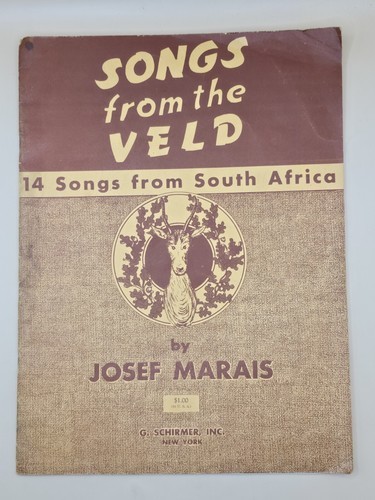 SONGS
from the
VELD
14 Songs from South Africa
by
JOSEF MARAIS
$1.00
G. SCHIRMER, INC.
NEW YORK